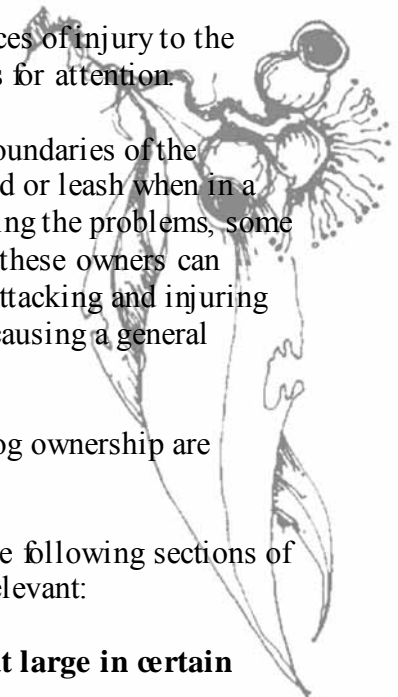 ces of injury to the
s for attention.
oundaries of the
d or leash when in a
ing the problems, some
these owners can
ttacking and injuring
causing a general
og ownership are
e following sections of
elevant:
t large in certain